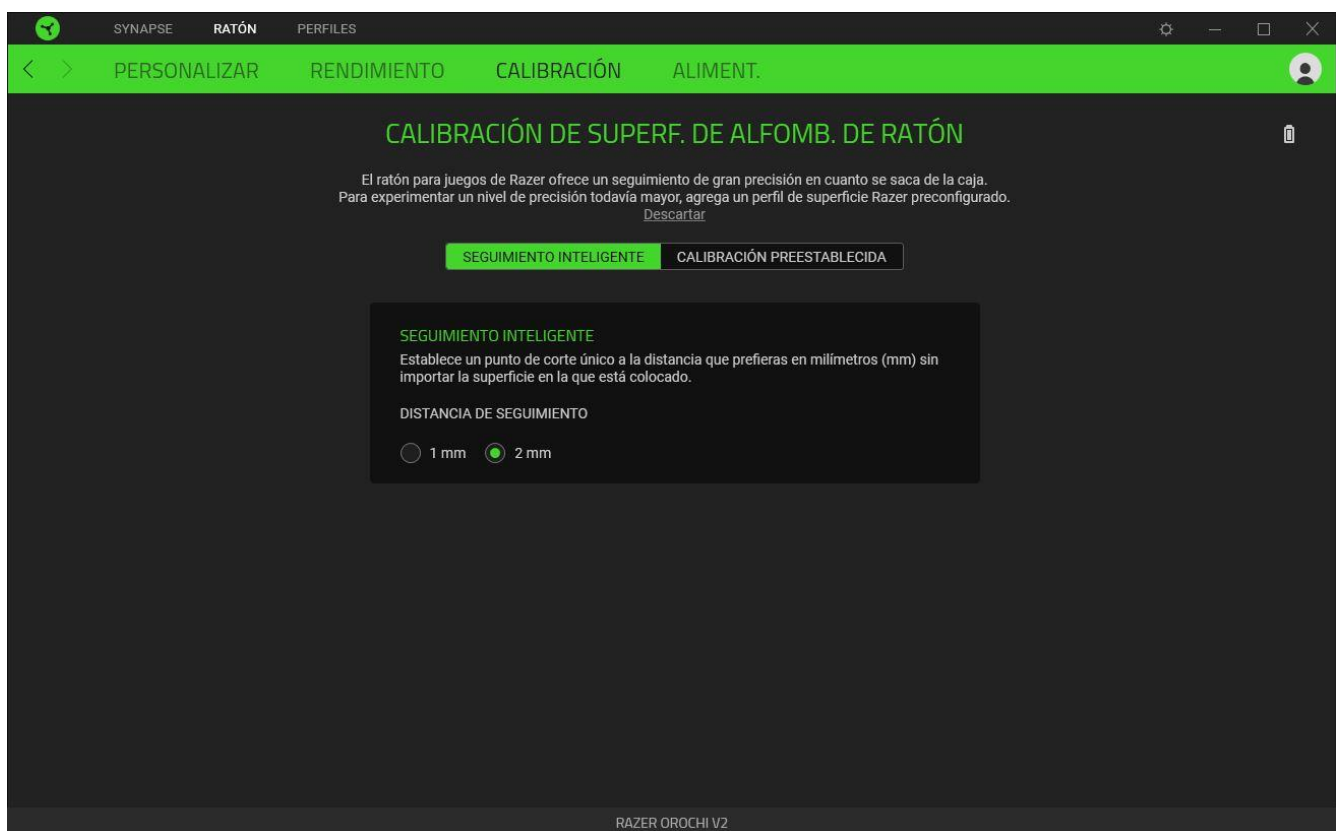 SYNAPSE RATÓN PERFILES
PERSONALIZAR RENDIMIENTO CALIBRACIÓN ALIMENT.
CALIBRACIÓN DE SUPERF. DE ALFOMB. DE RATÓN
El ratón para juegos de Razer ofrece un seguimiento de gran precisión en cuanto se saca de la caja.
Para experimentar un nivel de precisión todavía mayor, agrega un perfil de superficie Razer preconfigurado.
Descartar
SEGUIMIENTO INTELIGENTE CALIBRACIÓN PREESTABLECIDA
SEGUIMIENTO INTELIGENTE
Establece un punto de corte único a la distancia que prefieras en milímetros (mm) sin
importar la superficie en la que está colocado.
DISTANCIA DE SEGUIMIENTO
1 mm 2 mm
RAZER OROCHI V2